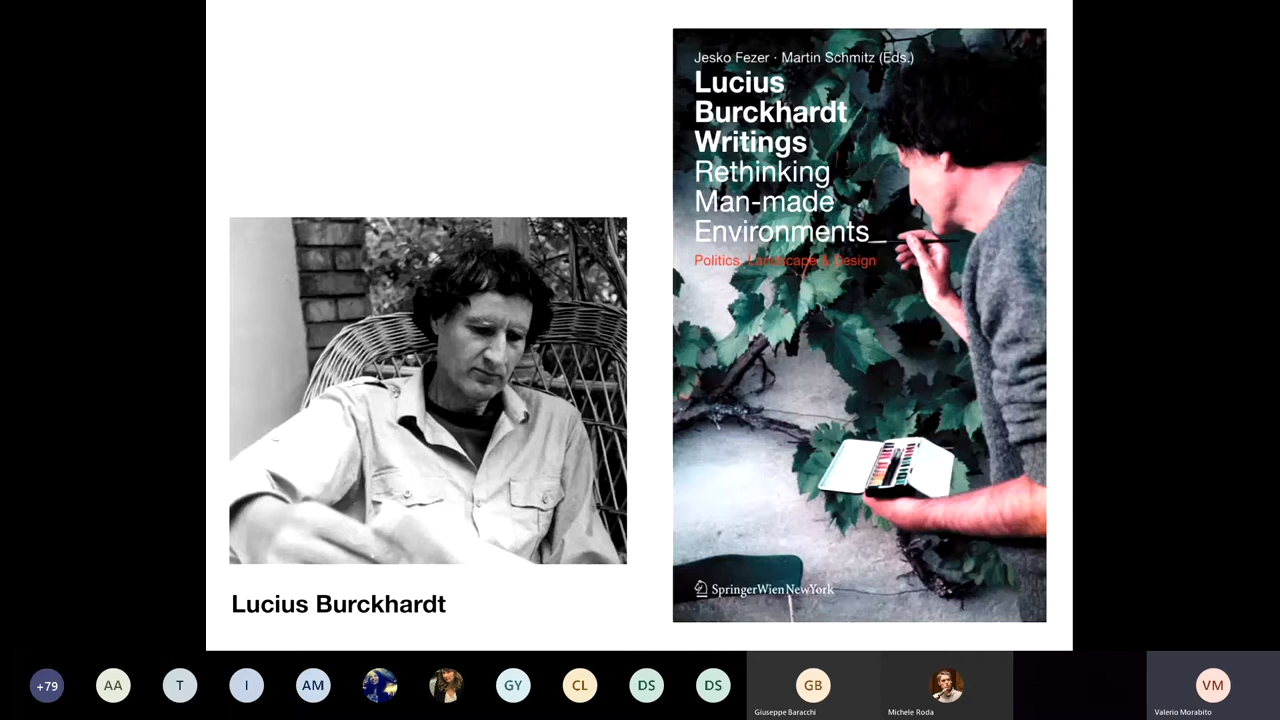 Jesko Fezer · Martin Schmitz (Eds.)
Lucius
Burckhardt
Writings
Rethinking
Man-made
Environments
Politics, Landscape & Design
SpringerWienNewYork
Lucius Burckhardt
+79
AA
T
I
AM
GY
CL
DS
DS
GB
Giuseppe Baracchi
Michele Roda
VM
Valerio Morabito